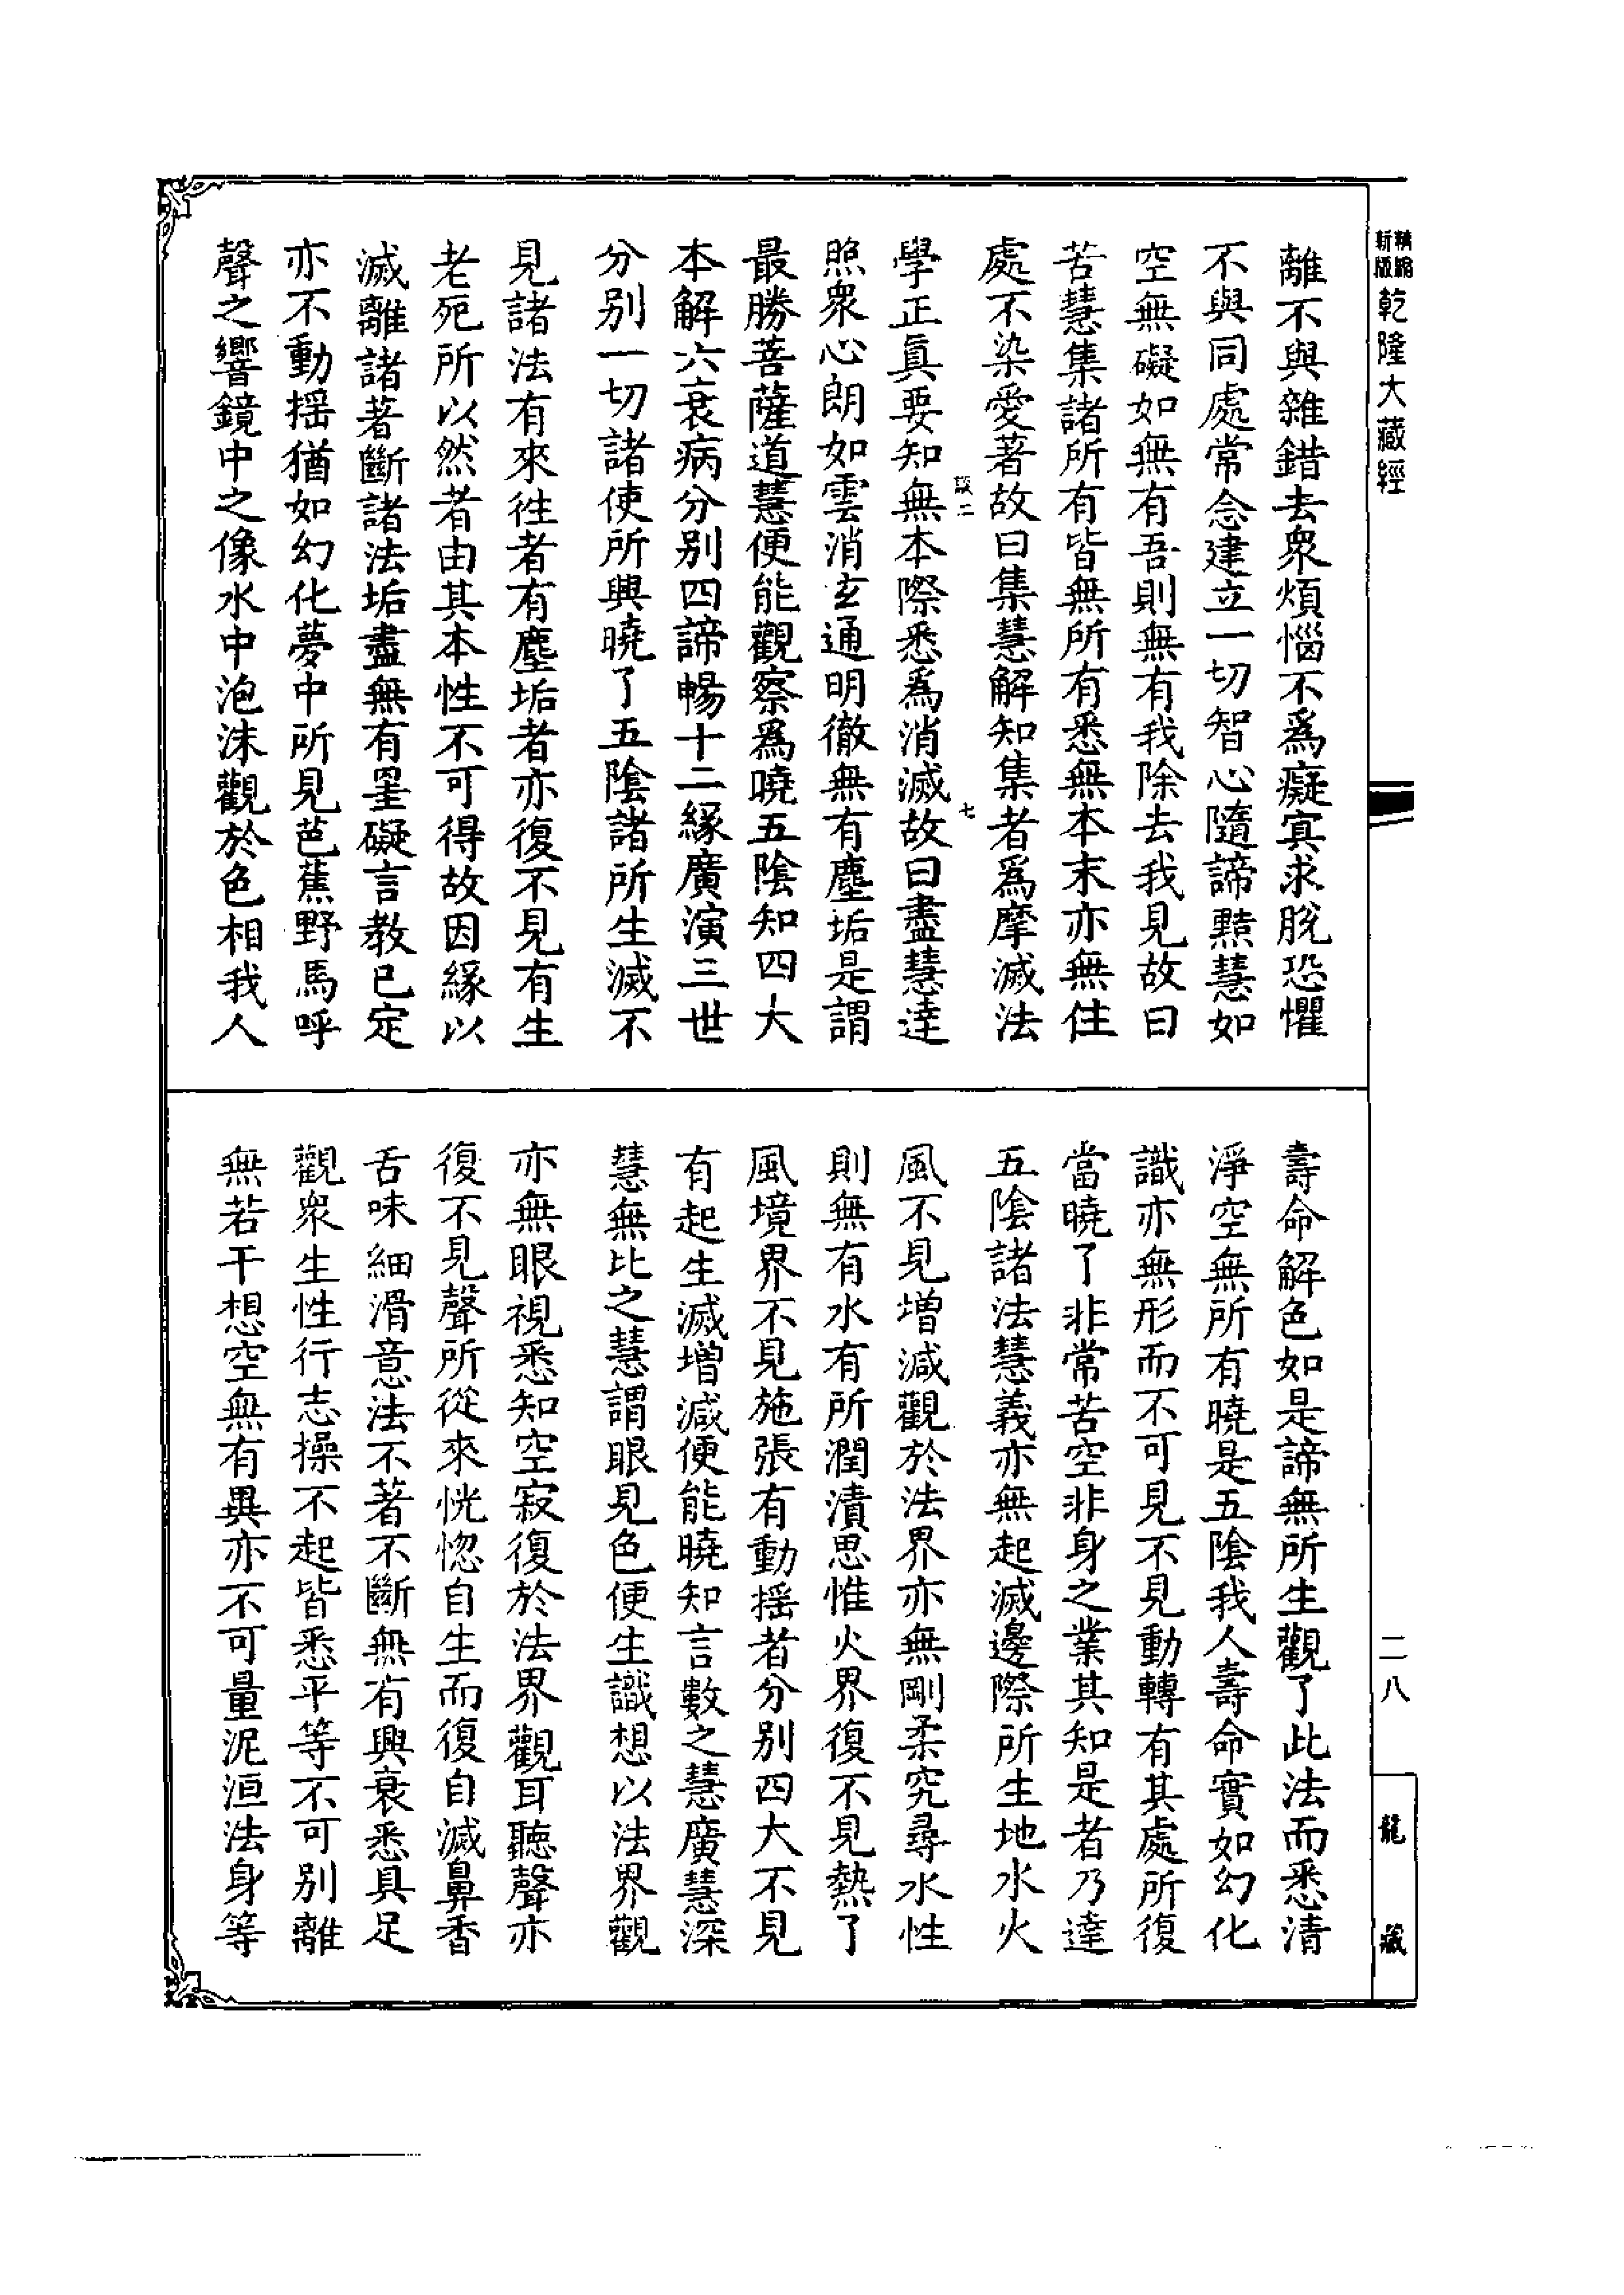 精縮新版乾隆大藏經
離不與雜錯去衆煩惱不爲癡冥求脫恐懼
不與同處常念建立一切智心隨諦黠慧如
空無礙如無有吾則無有我除去我見故曰
苦慧集諸所有皆無所有悉無本末亦無住
處不染愛著故曰集慧解知集者爲摩滅法
二 七
學正眞要知無本際悉爲消滅故曰盡慧達
照衆心朗如雲消玄通明徹無有塵垢是謂
最勝菩薩道慧便能觀察爲曉五陰知四大
本解六衰病分别四諦暢十二緣廣演三世
分别一切諸使所興曉了五陰諸所生滅不
見諸法有來往者有塵垢者亦復不見有生
老死所以然者由其本性不可得故因緣以
滅離諸著斷諸法垢盡無有罣礙言教已定
亦不動搖猶如幻化夢中所見芭蕉野馬呼
聲之響鏡中之像水中泡沫觀於色相我人
壽命解色如是諦無所生觀了此法而悉清
淨空無所有曉是五陰我人壽命實如幻化
識亦無形而不可見不見動轉有其處所復
當曉了非常苦空非身之業其知是者乃達
五陰諸法慧義亦無起滅邊際所生地水火
風不見增減觀於法界亦無剛柔究尋水性
則無有水有所潤漬思惟火界復不見熱了
風境界不見施張有動搖者分别四大不見
有起生滅增減便能曉知言數之慧廣慧深
慧無比之慧謂眼見色便生識想以法界觀
亦無眼視悉知空寂復於法界觀耳聽聲亦
復不見聲所從來恍惚自生而復自滅鼻香
舌味細滑意法不著不斷無有興衰悉具足
觀衆生性行志操不起皆悉平等不可别離
無若干想空無有異亦不可量泥洹法身等
二八
龍藏